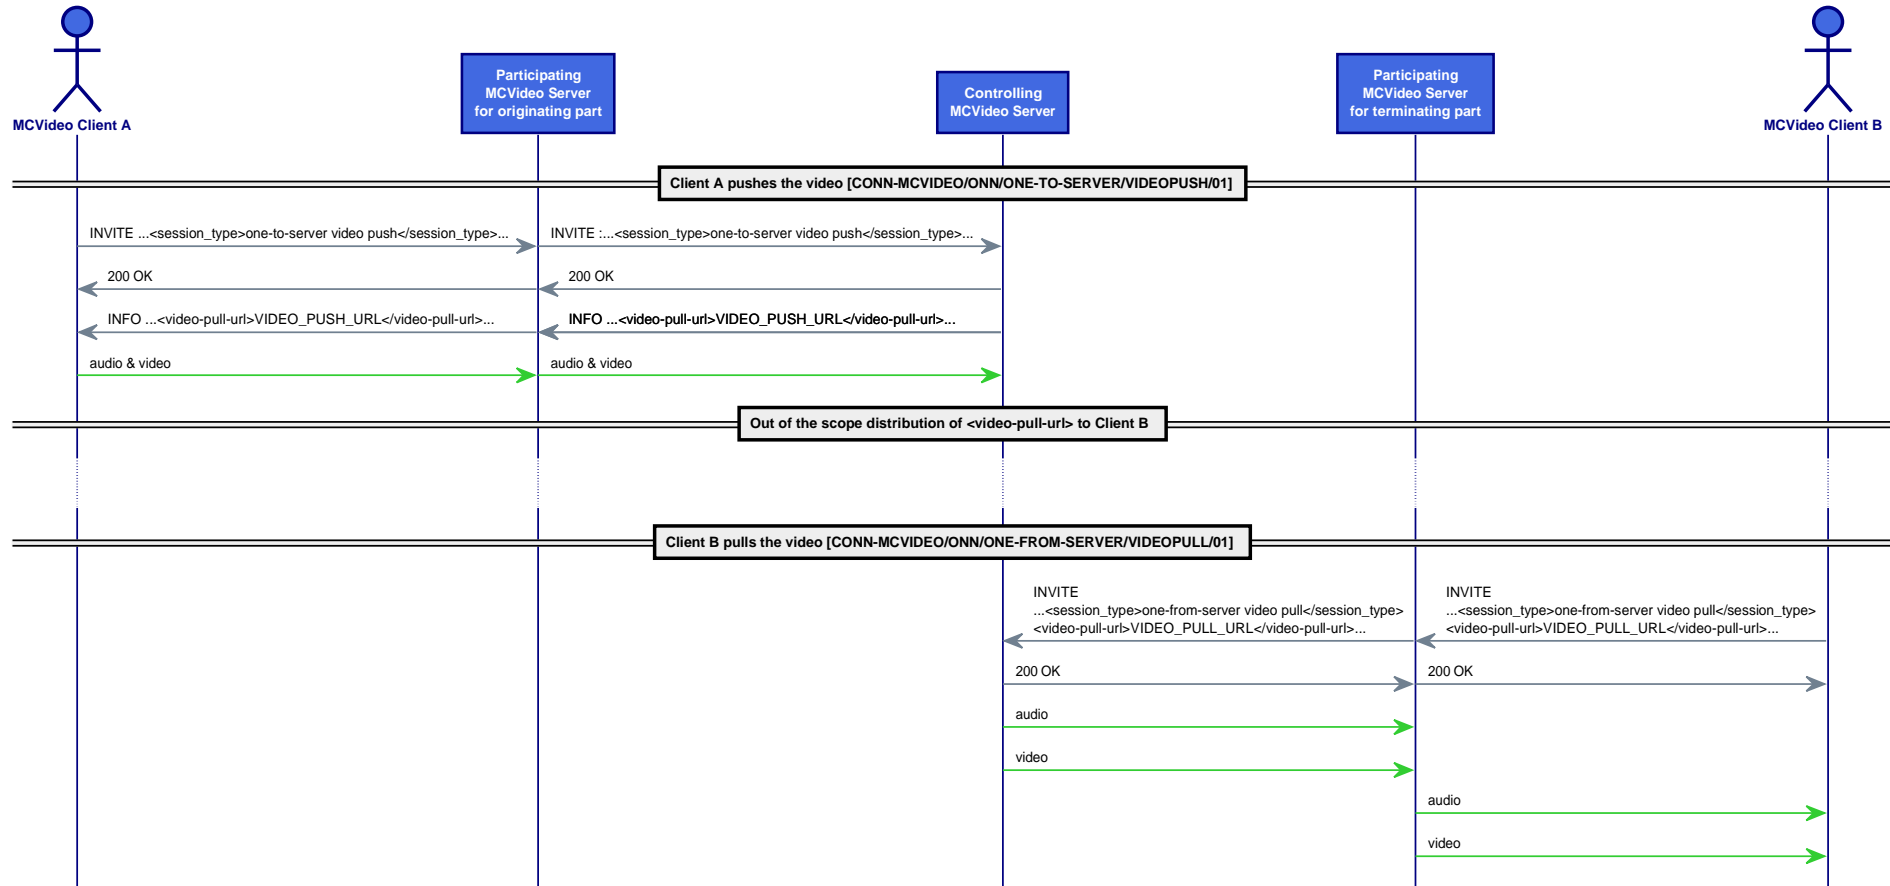 Participating
MCVideo Server
for originating part
Controlling
MCVideo Server
Participating
MCVideo Server
for terminating part
MCVideo Client A
MCVideo Client B
Client A pushes the video [CONN-MCVIDEO/ONN/ONE-TO-SERVER/VIDEOPUSH/01]
INVITE ...<session_type>one-to-server video push</session_type>...
INVITE :...<session_type>one-to-server video push</session_type>...
200 OK
200 OK
INFO ...<video-pull-url>VIDEO_PUSH_URL</video-pull-url>...
INFO ...<video-pull-url>VIDEO_PUSH_URL</video-pull-url>...
audio & video
audio & video
Out of the scope distribution of <video-pull-url> to Client B
Client B pulls the video [CONN-MCVIDEO/ONN/ONE-FROM-SERVER/VIDEOPULL/01]
INVITE
...<session_type>one-from-server video pull</session_type>
<video-pull-url>VIDEO_PULL_URL</video-pull-url>...
INVITE
...<session_type>one-from-server video pull</session_type>
<video-pull-url>VIDEO_PULL_URL</video-pull-url>...
200 OK
200 OK
audio
video
audio
video